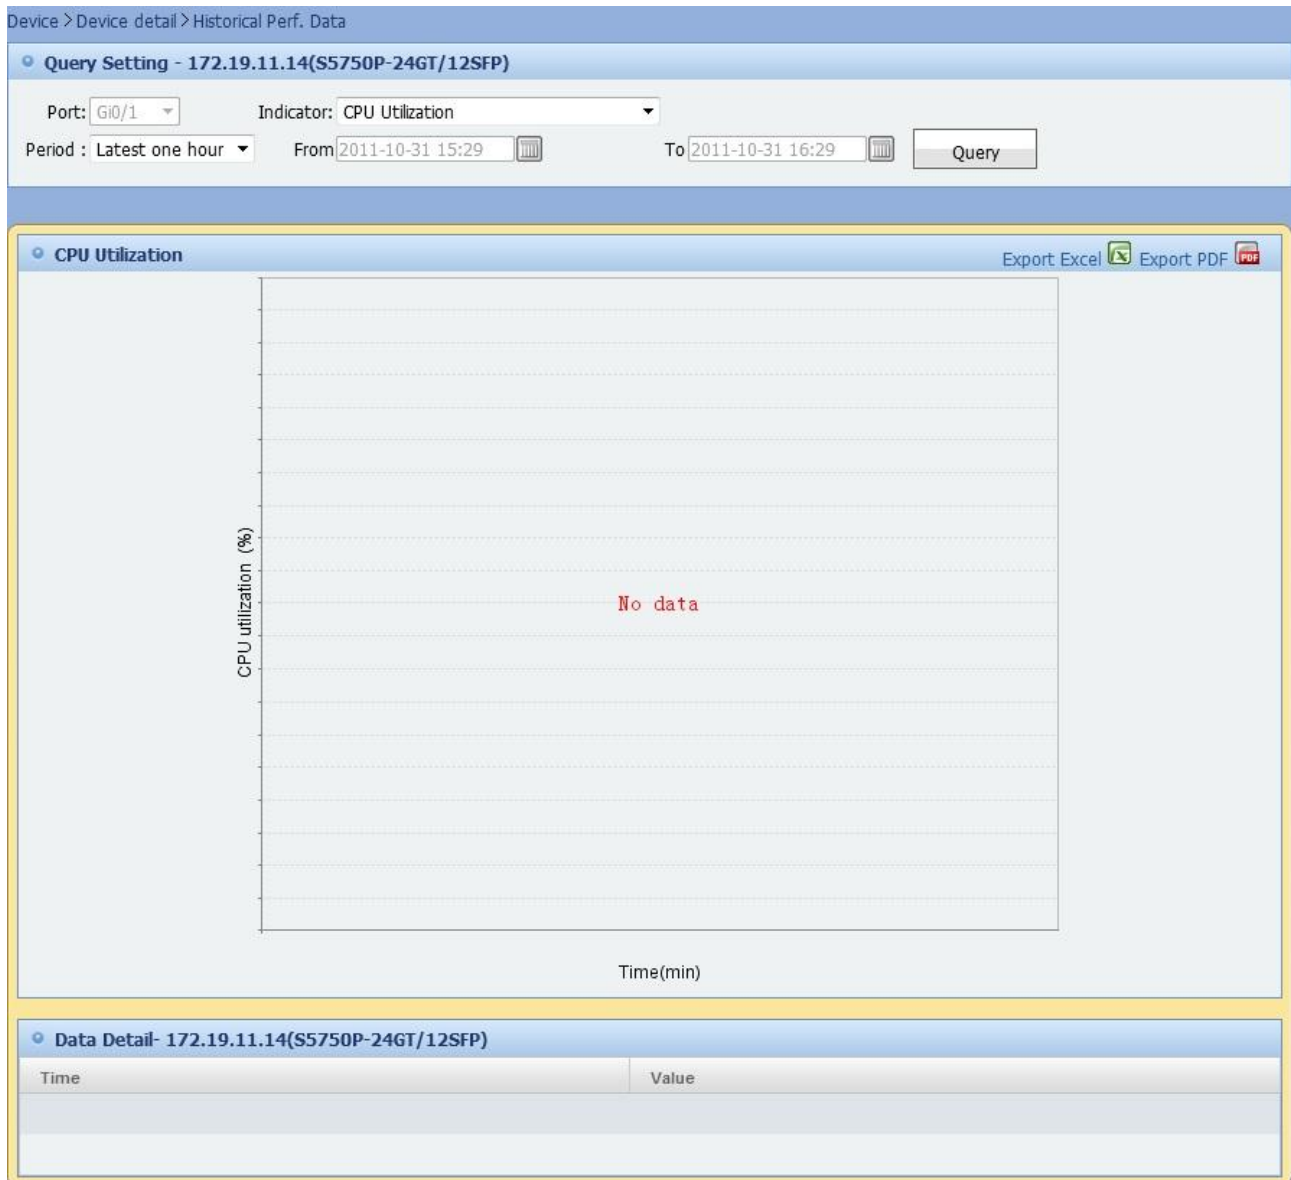 Device > Device detail > Historical Perf. Data
Query Setting - 172.19.11.14(S5750P-24GT/12SFP)
Port: Gi0/1 Indicator: CPU Utilization
Period : Latest one hour From 2011-10-31 15:29 To 2011-10-31 16:29 Query
CPU Utilization Export Excel Export PDF PDF
CPU utilization (%)
No data
Time(min)
Data Detail- 172.19.11.14(S5750P-24GT/12SFP)
Time Value